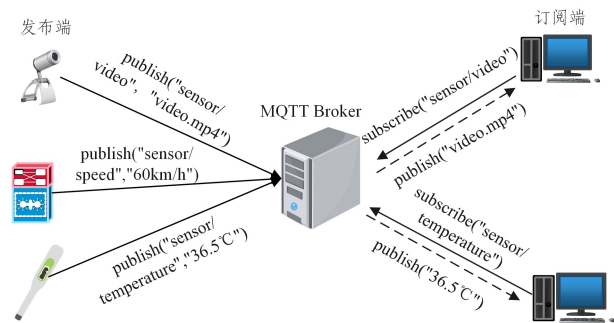 发布端
订阅端
publish("sensor/
video", "video.mp4")
MQTT Broker
subscribe("sensor/video")
publish("video.mp4")
publish("sensor/
speed","60km/h")
publish("sensor/
temperature","36.5℃")
subscribe("sensor/
temperature")
publish("36.5℃")